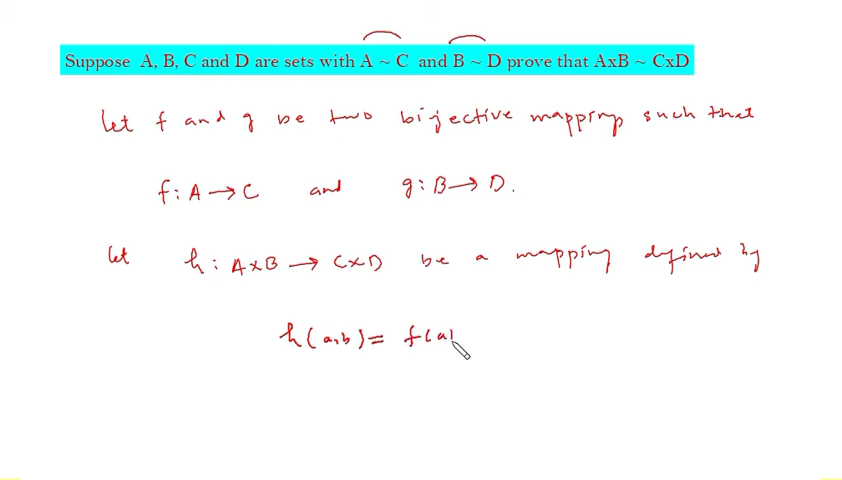 Suppose A, B, C and D are sets with A ~ C and B ~ D prove that AxB ~ CxD
Let f and g be two bijective mapping such that
f : A → C and g : B → D.
Let h : A×B → C×D be a mapping defined by
h(a,b) = f(a)